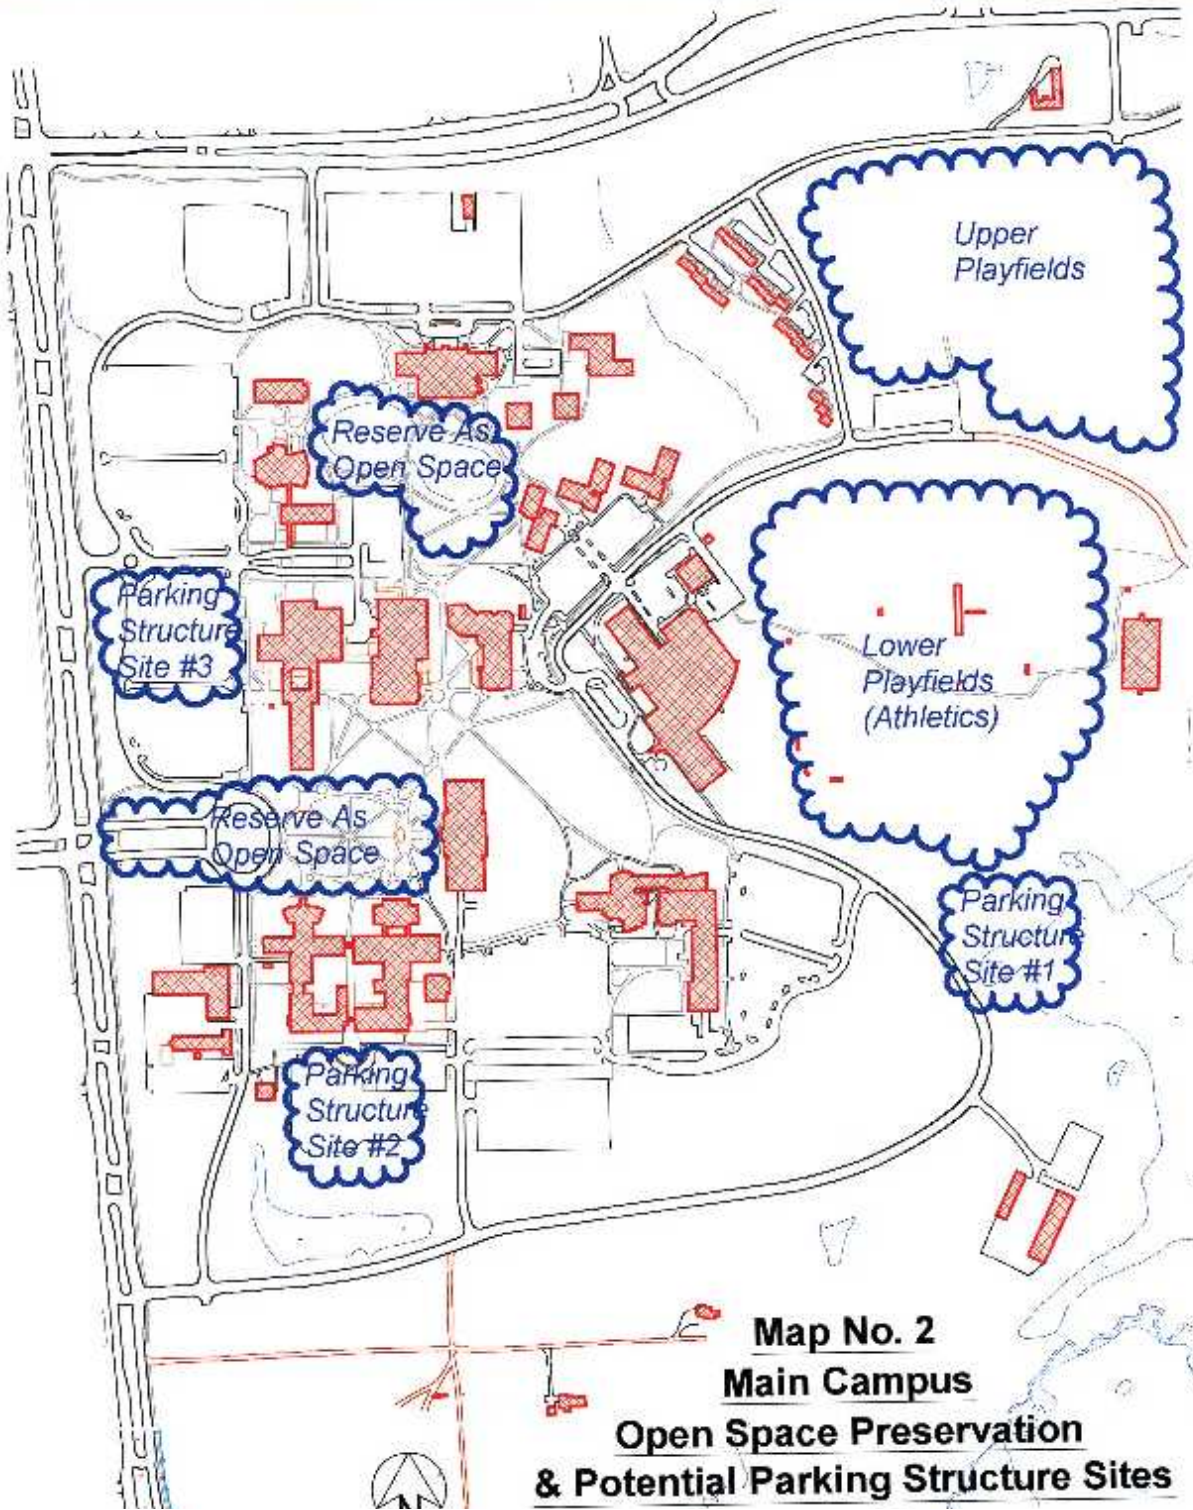 Upper
Playfields
Reserve As
Open Space
Parking
Structure
Site #3
Lower
Playfields
(Athletics)
Reserve As
Open Space
Parking
Structure
Site #1
Parking
Structure
Site #2
Map No. 2
Main Campus
Open Space Preservation
& Potential Parking Structure Sites
N